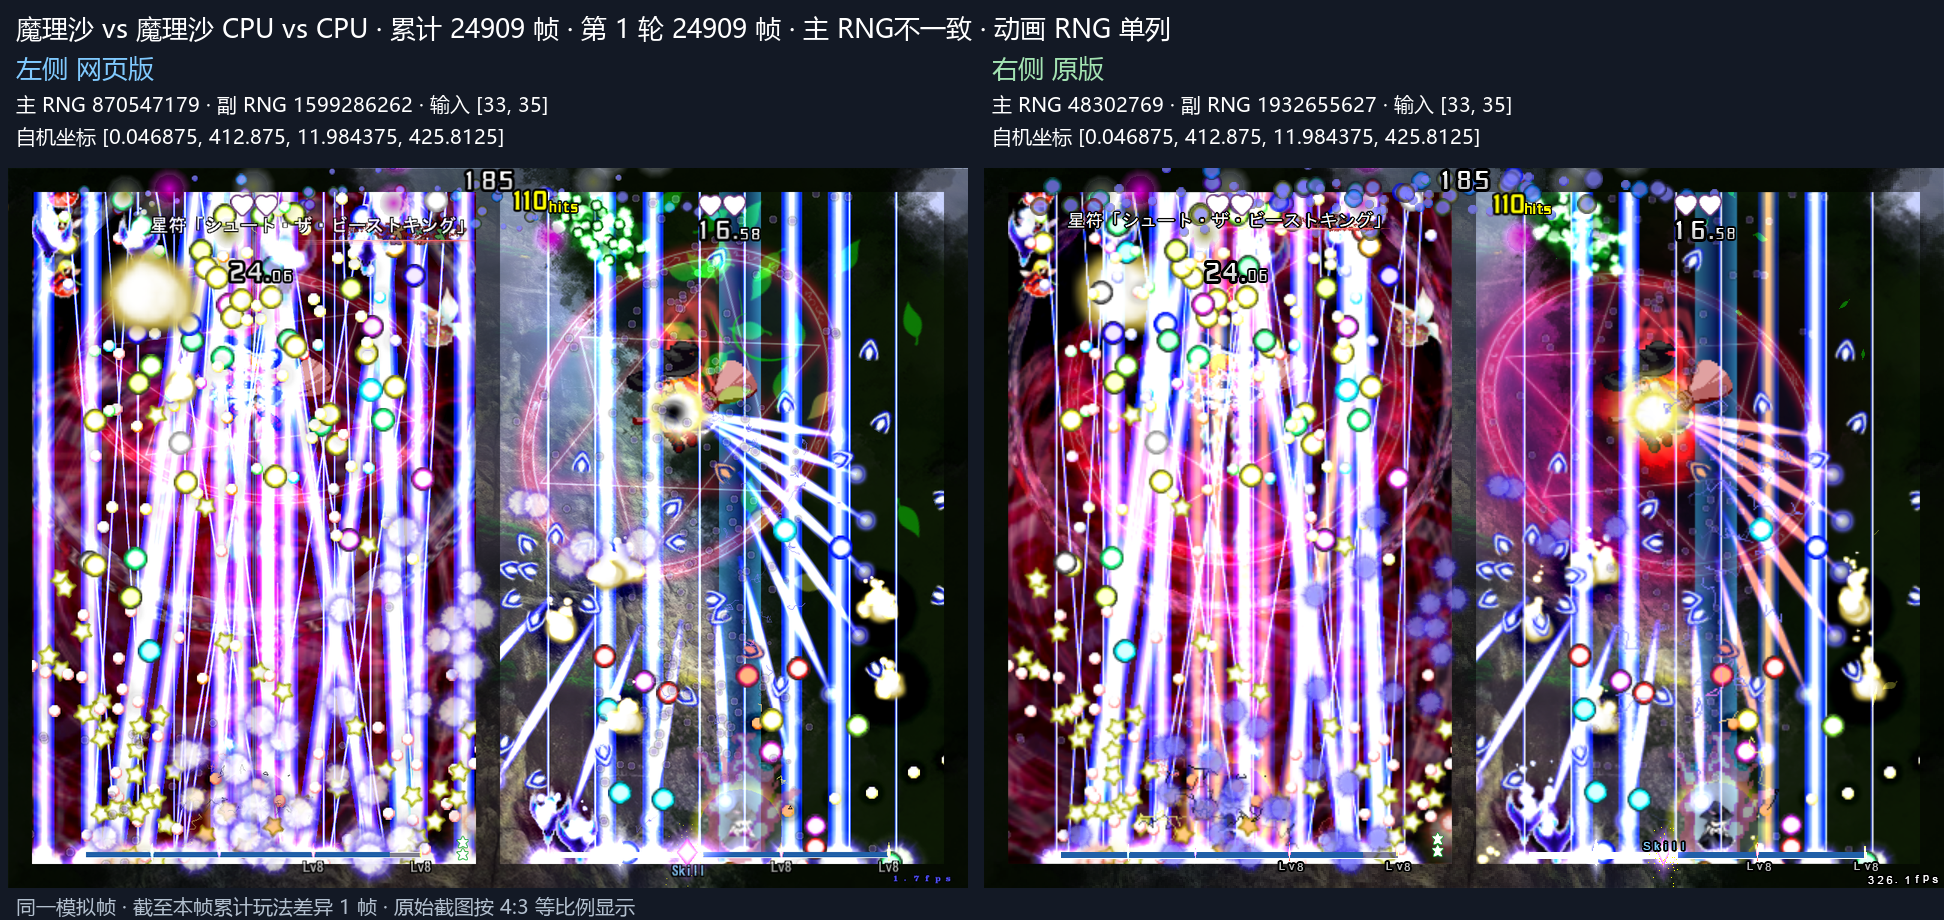 魔理沙 vs 魔理沙 CPU vs CPU · 累计 24909 帧 · 第 1 轮 24909 帧 · 主 RNG不一致 · 动画 RNG 单列
左侧 网页版
主 RNG 870547179 · 副 RNG 1599286262 · 输入 [33, 35]
自机坐标 [0.046875, 412.875, 11.984375, 425.8125]
右侧 原版
主 RNG 48302769 · 副 RNG 1932655627 · 输入 [33, 35]
自机坐标 [0.046875, 412.875, 11.984375, 425.8125]
185
110hits
星符「シュート・ザ・ビーストキング」
16.58
24.06
Lv8
Lv8
Skill
Lv8
Lv8
1.7fps
185
110hits
星符「シュート・ザ・ビーストキング」
16.58
24.06
Skill
Lv8
Lv8
Lv8
Lv8
326.1fps
同一模拟帧 · 截至本帧累计玩法差异 1 帧 · 原始截图按 4:3 等比例显示